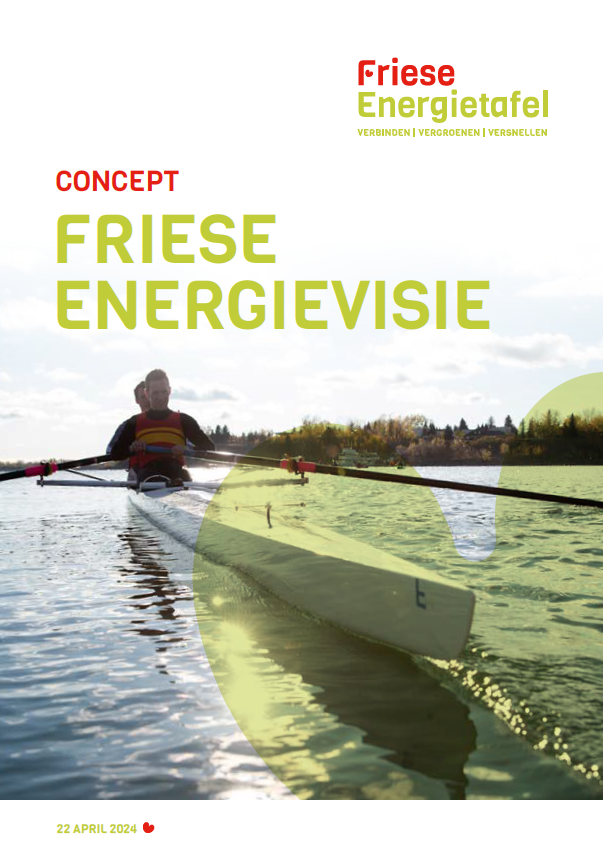 Friese
Energietafel
VERBINDEN | VERGROENEN | VERSNELLEN
CONCEPT
FRIESE
ENERGIEVISIE
t
22 APRIL 2024